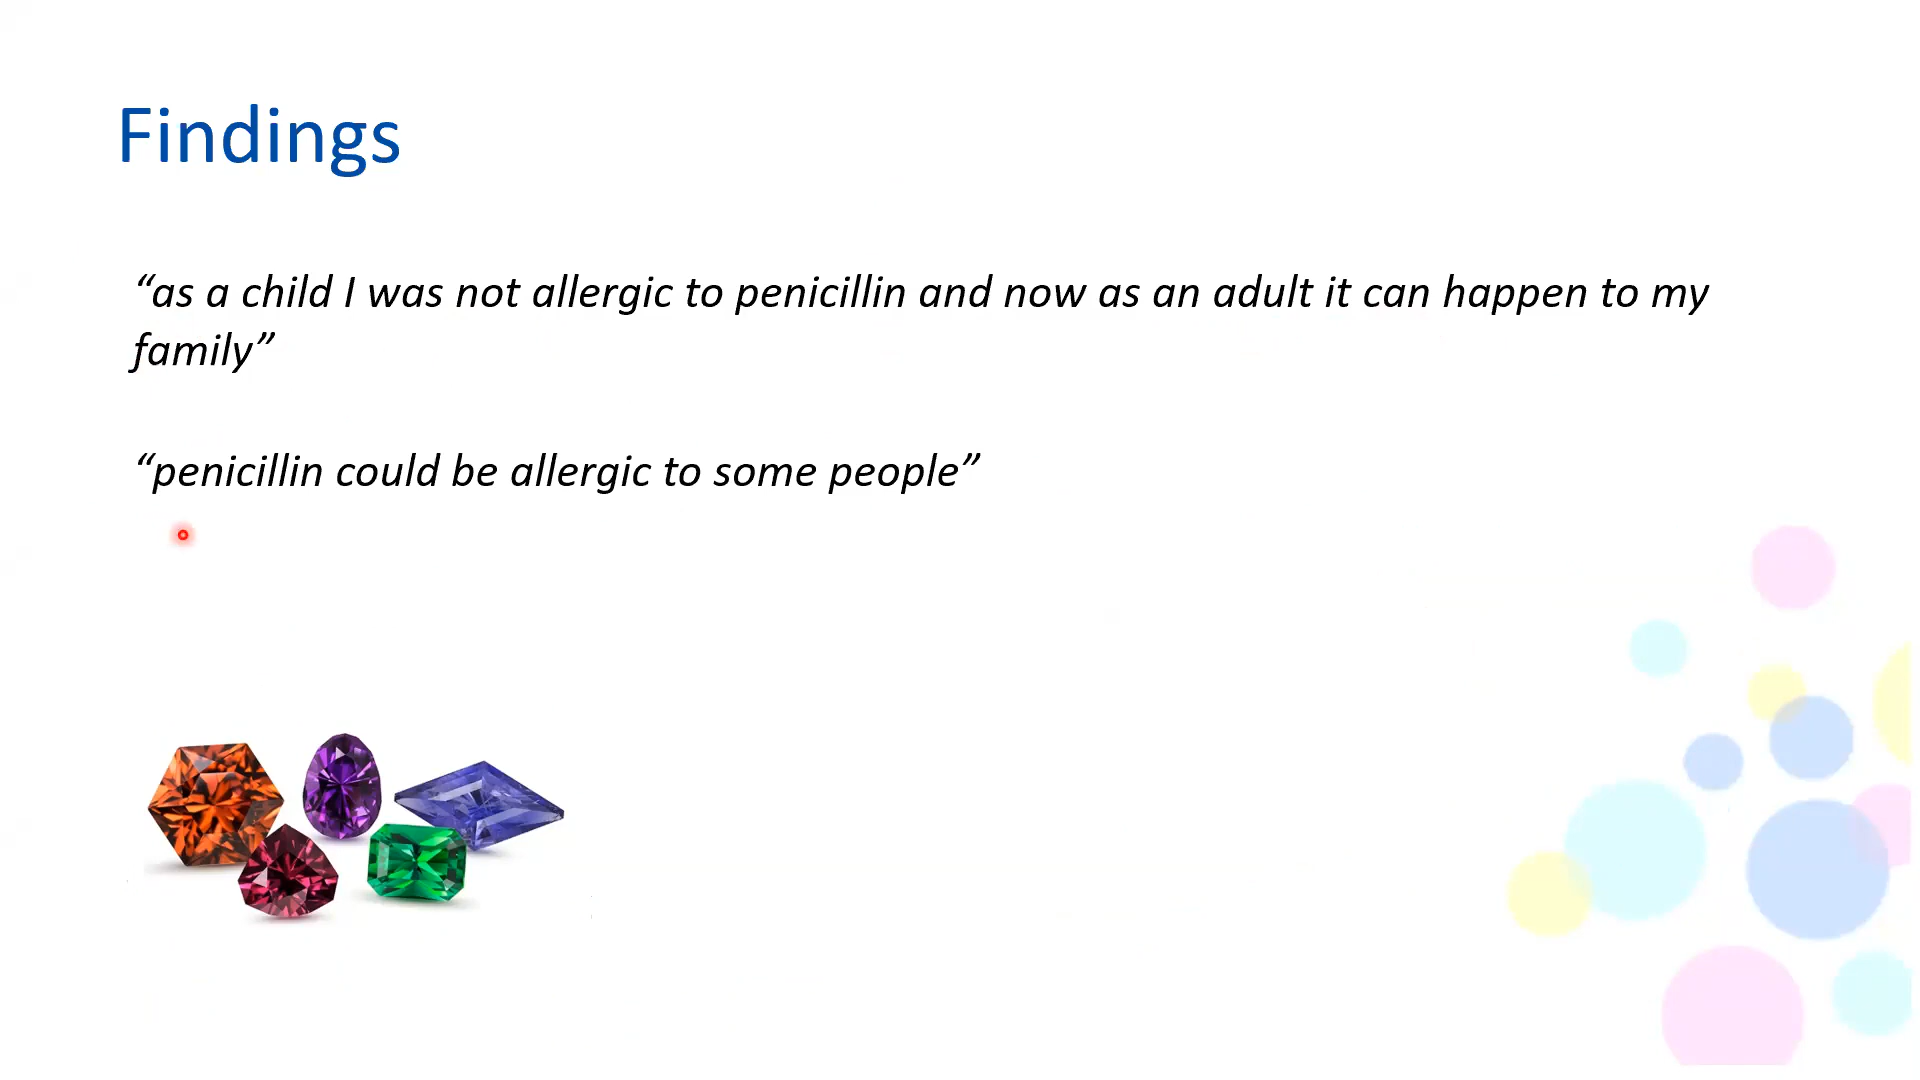 Findings
“as a child I was not allergic to penicillin and now as an adult it can happen to my
family”
“penicillin could be allergic to some people”